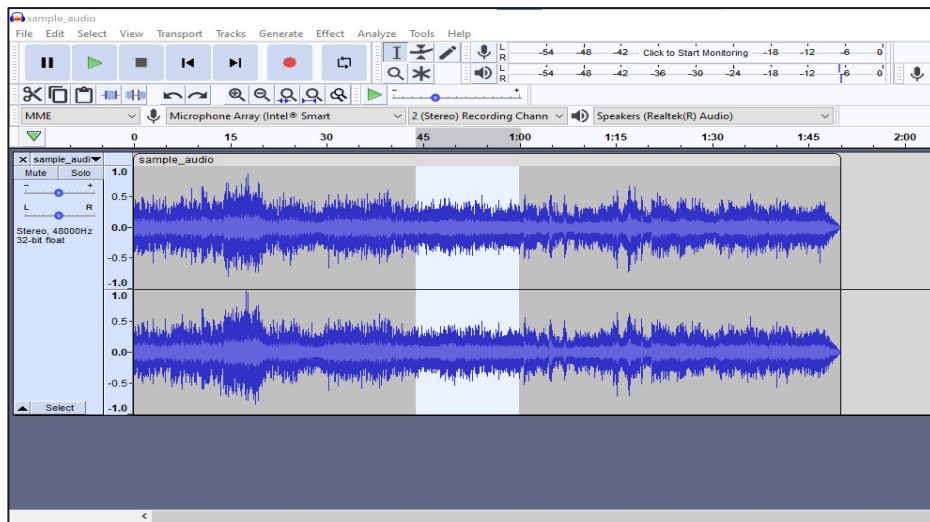 sample_audio
File Edit Select View Transport Tracks Generate Effect Analyze Tools Help
L R -54 -48 -42 Click to Start Monitoring -18 -12 -6 0
L R -54 -48 -42 -36 -30 -24 -18 -12 -6 0
- +
MME Microphone Array (Intel® Smart 2 (Stereo) Recording Chann Speakers (Realtek(R) Audio)
0 15 30 45 1:00 1:15 1:30 1:45 2:00
sample_audi sample_audio
Mute Solo
- +
L R
Stereo, 48000Hz
32-bit float
1.0
0.5
0.0
-0.5
-1.0
1.0
0.5
0.0
-0.5
-1.0
Select